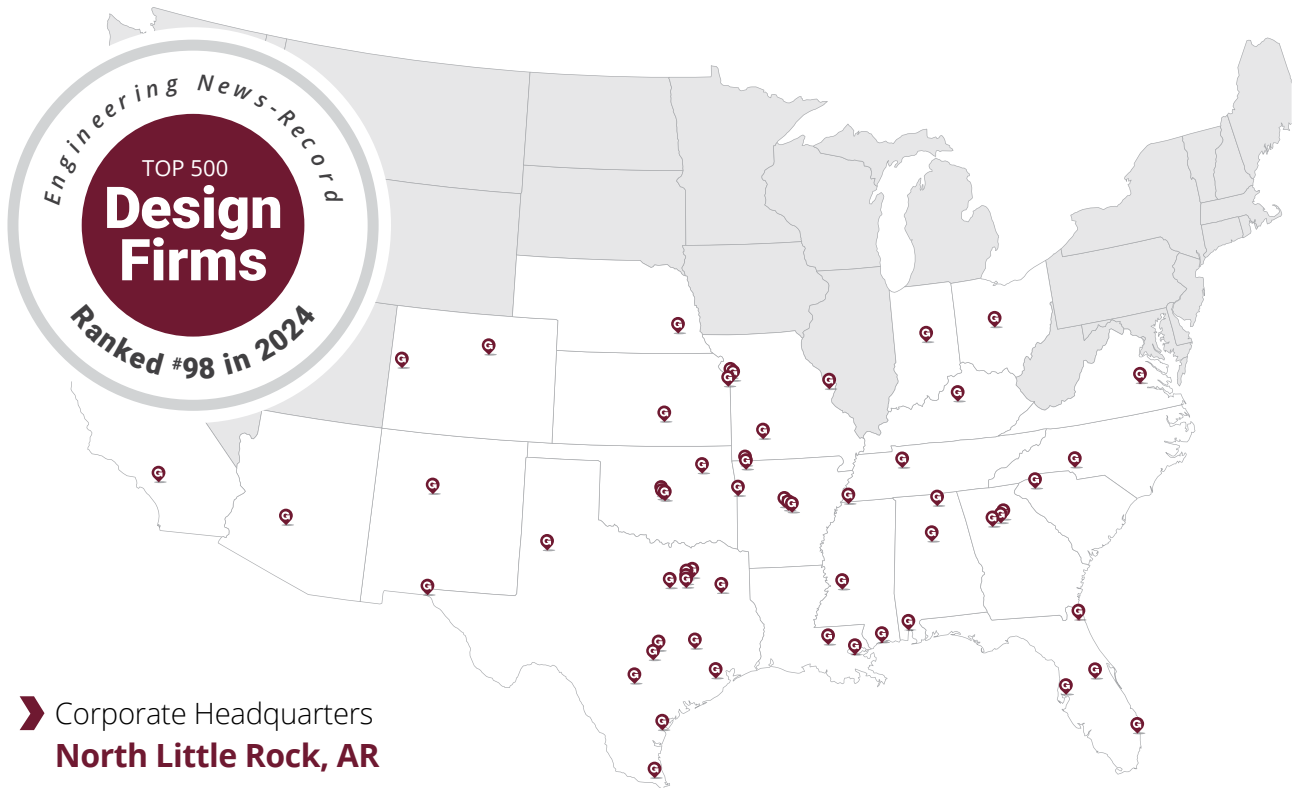 Engineering News-Record
TOP 500
Design
Firms
Ranked #98 in 2024
Corporate Headquarters
North Little Rock, AR